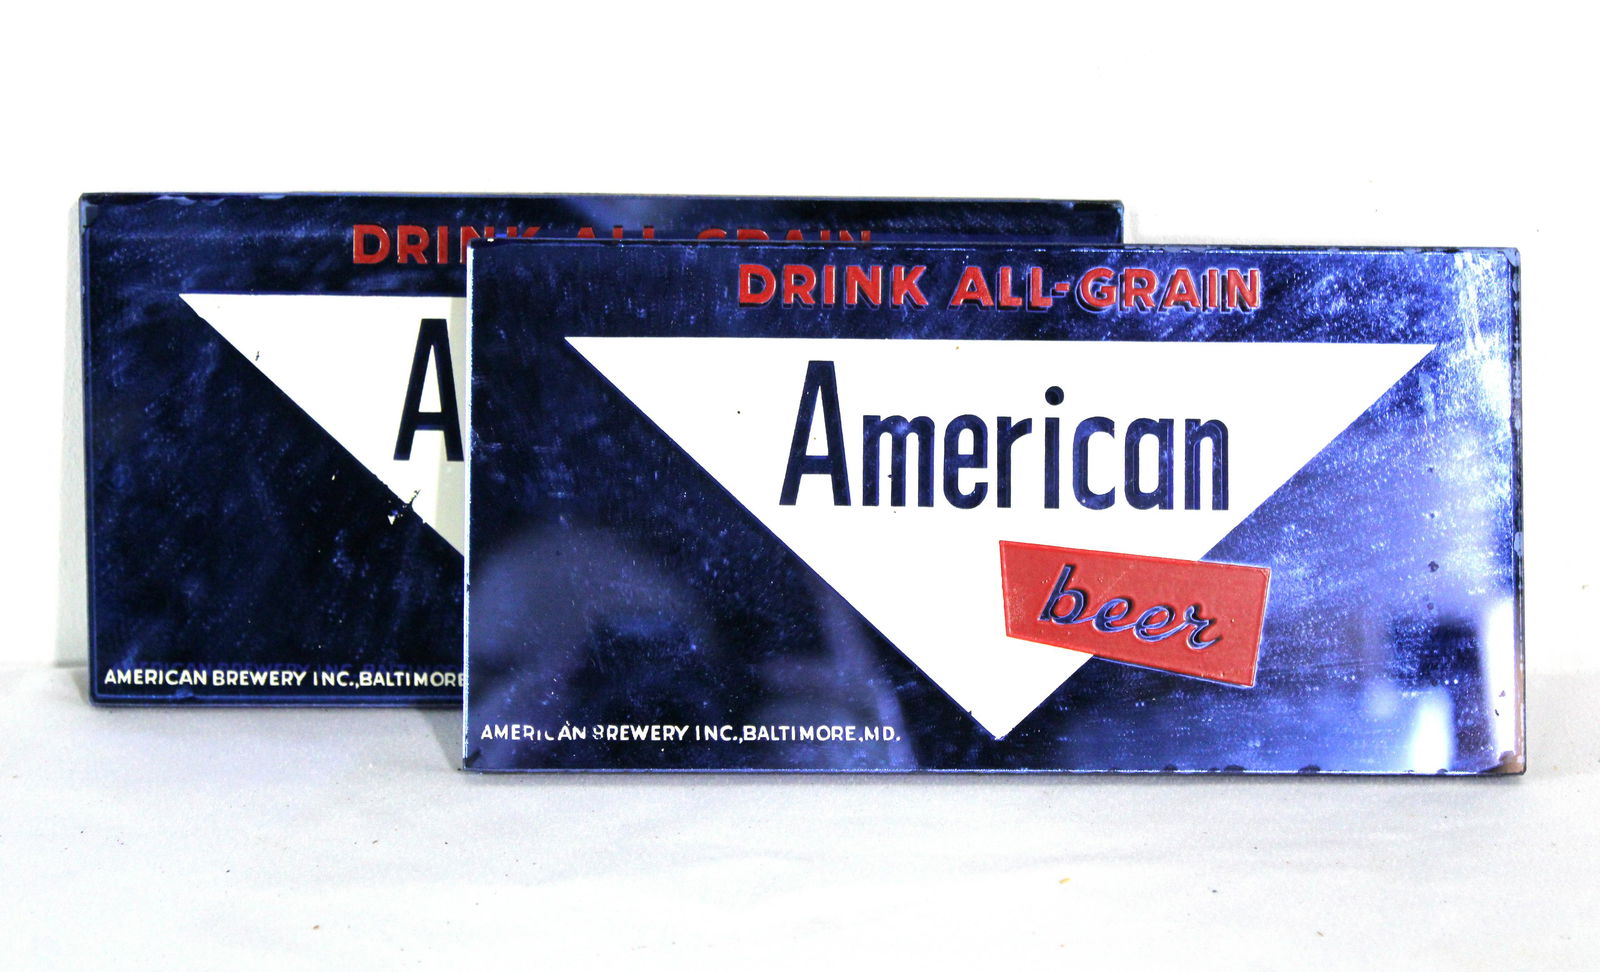 DRINK ALL-GRAIN
A
AMERICAN BREWERY INC.,BALTIMORE
DRINK ALL-GRAIN
American
beer
AMERICAN BREWERY INC.,BALTIMORE,MD.